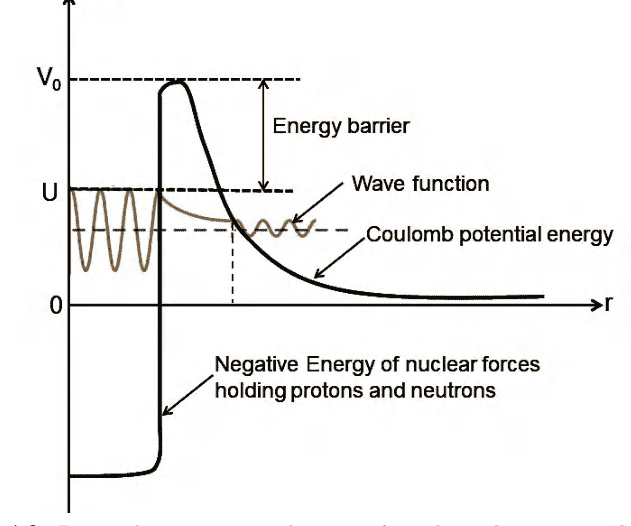 V₀
Energy barrier
U
Wave function
Coulomb potential energy
0
r
Negative Energy of nuclear forces
holding protons and neutrons